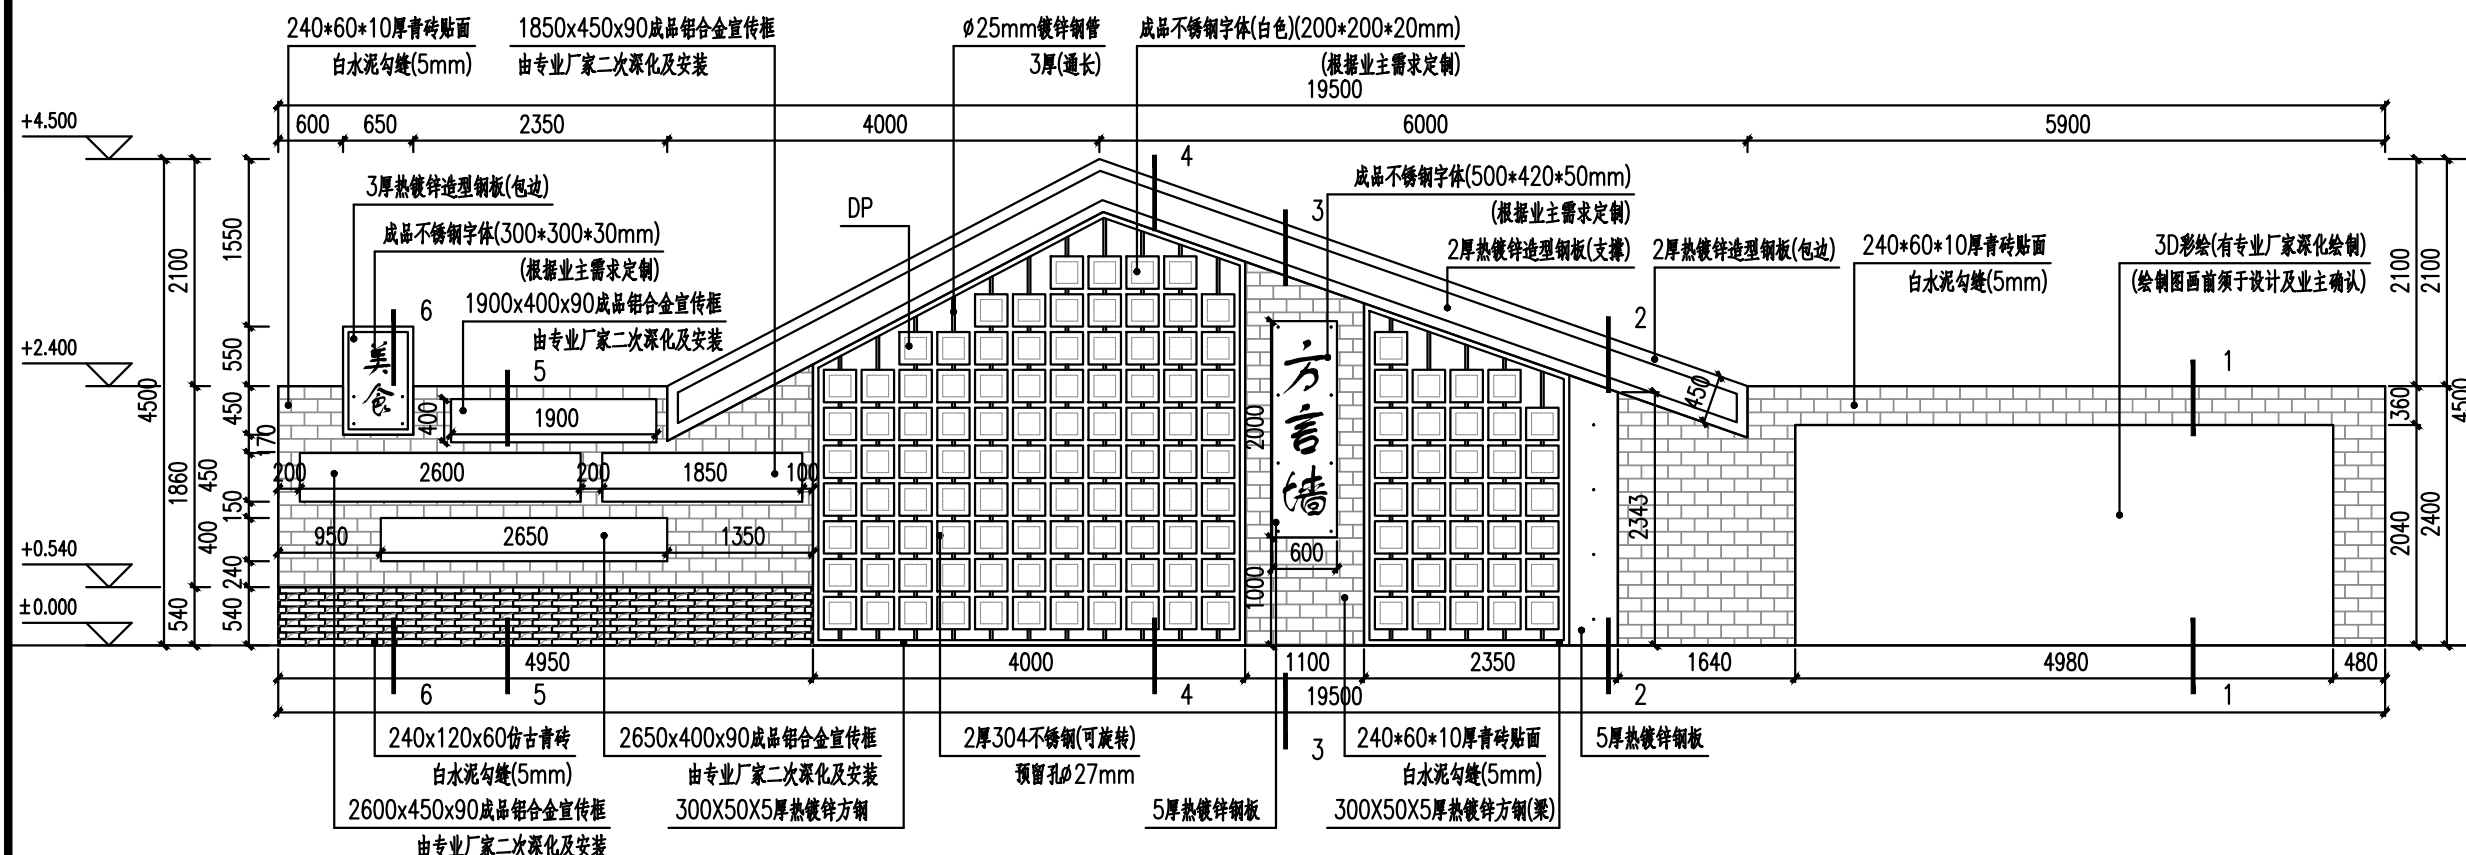 240*60*10厚青砖贴面
白水泥勾缝(5mm)
1850x450x90成品铝合金宣传框
由专业厂家二次深化及安装
ø25mm镀锌钢管
3厚(通长)
成品不锈钢字体(白色)(200*200*20mm)
(根据业主需求定制)
19500
600
650
2350
4000
6000
5900
+4.500
+2.400
+0.540
±0.000
4500
2100
1860
540
1550
550
450
170
450
150
400
240
540
3厚热镀锌造型钢板(包边)
成品不锈钢字体(300*300*30mm)
(根据业主需求定制)
1900x400x90成品铝合金宣传框
由专业厂家二次深化及安装
6
5
DP
4
3
成品不锈钢字体(500*420*50mm)
(根据业主需求定制)
2厚热镀锌造型钢板(支撑)
2厚热镀锌造型钢板(包边)
2
240*60*10厚青砖贴面
白水泥勾缝(5mm)
3D彩绘(有专业厂家深化绘制)
(绘制图画前须于设计及业主确认)
1
美食
400
1900
200
2600
200
1850
100
950
2650
1350
方言墙
2000
600
1000
450
2343
2100
2100
360
4500
2040
2400
4950
4000
1100
2350
1640
4980
480
6
5
4
19500
2
1
3
240x120x60仿古青砖
白水泥勾缝(5mm)
2600x450x90成品铝合金宣传框
由专业厂家二次深化及安装
2650x400x90成品铝合金宣传框
由专业厂家二次深化及安装
300X50X5厚热镀锌方钢
2厚304不锈钢(可旋转)
预留孔ø27mm
5厚热镀锌钢板
240*60*10厚青砖贴面
白水泥勾缝(5mm)
300X50X5厚热镀锌方钢(梁)
5厚热镀锌钢板